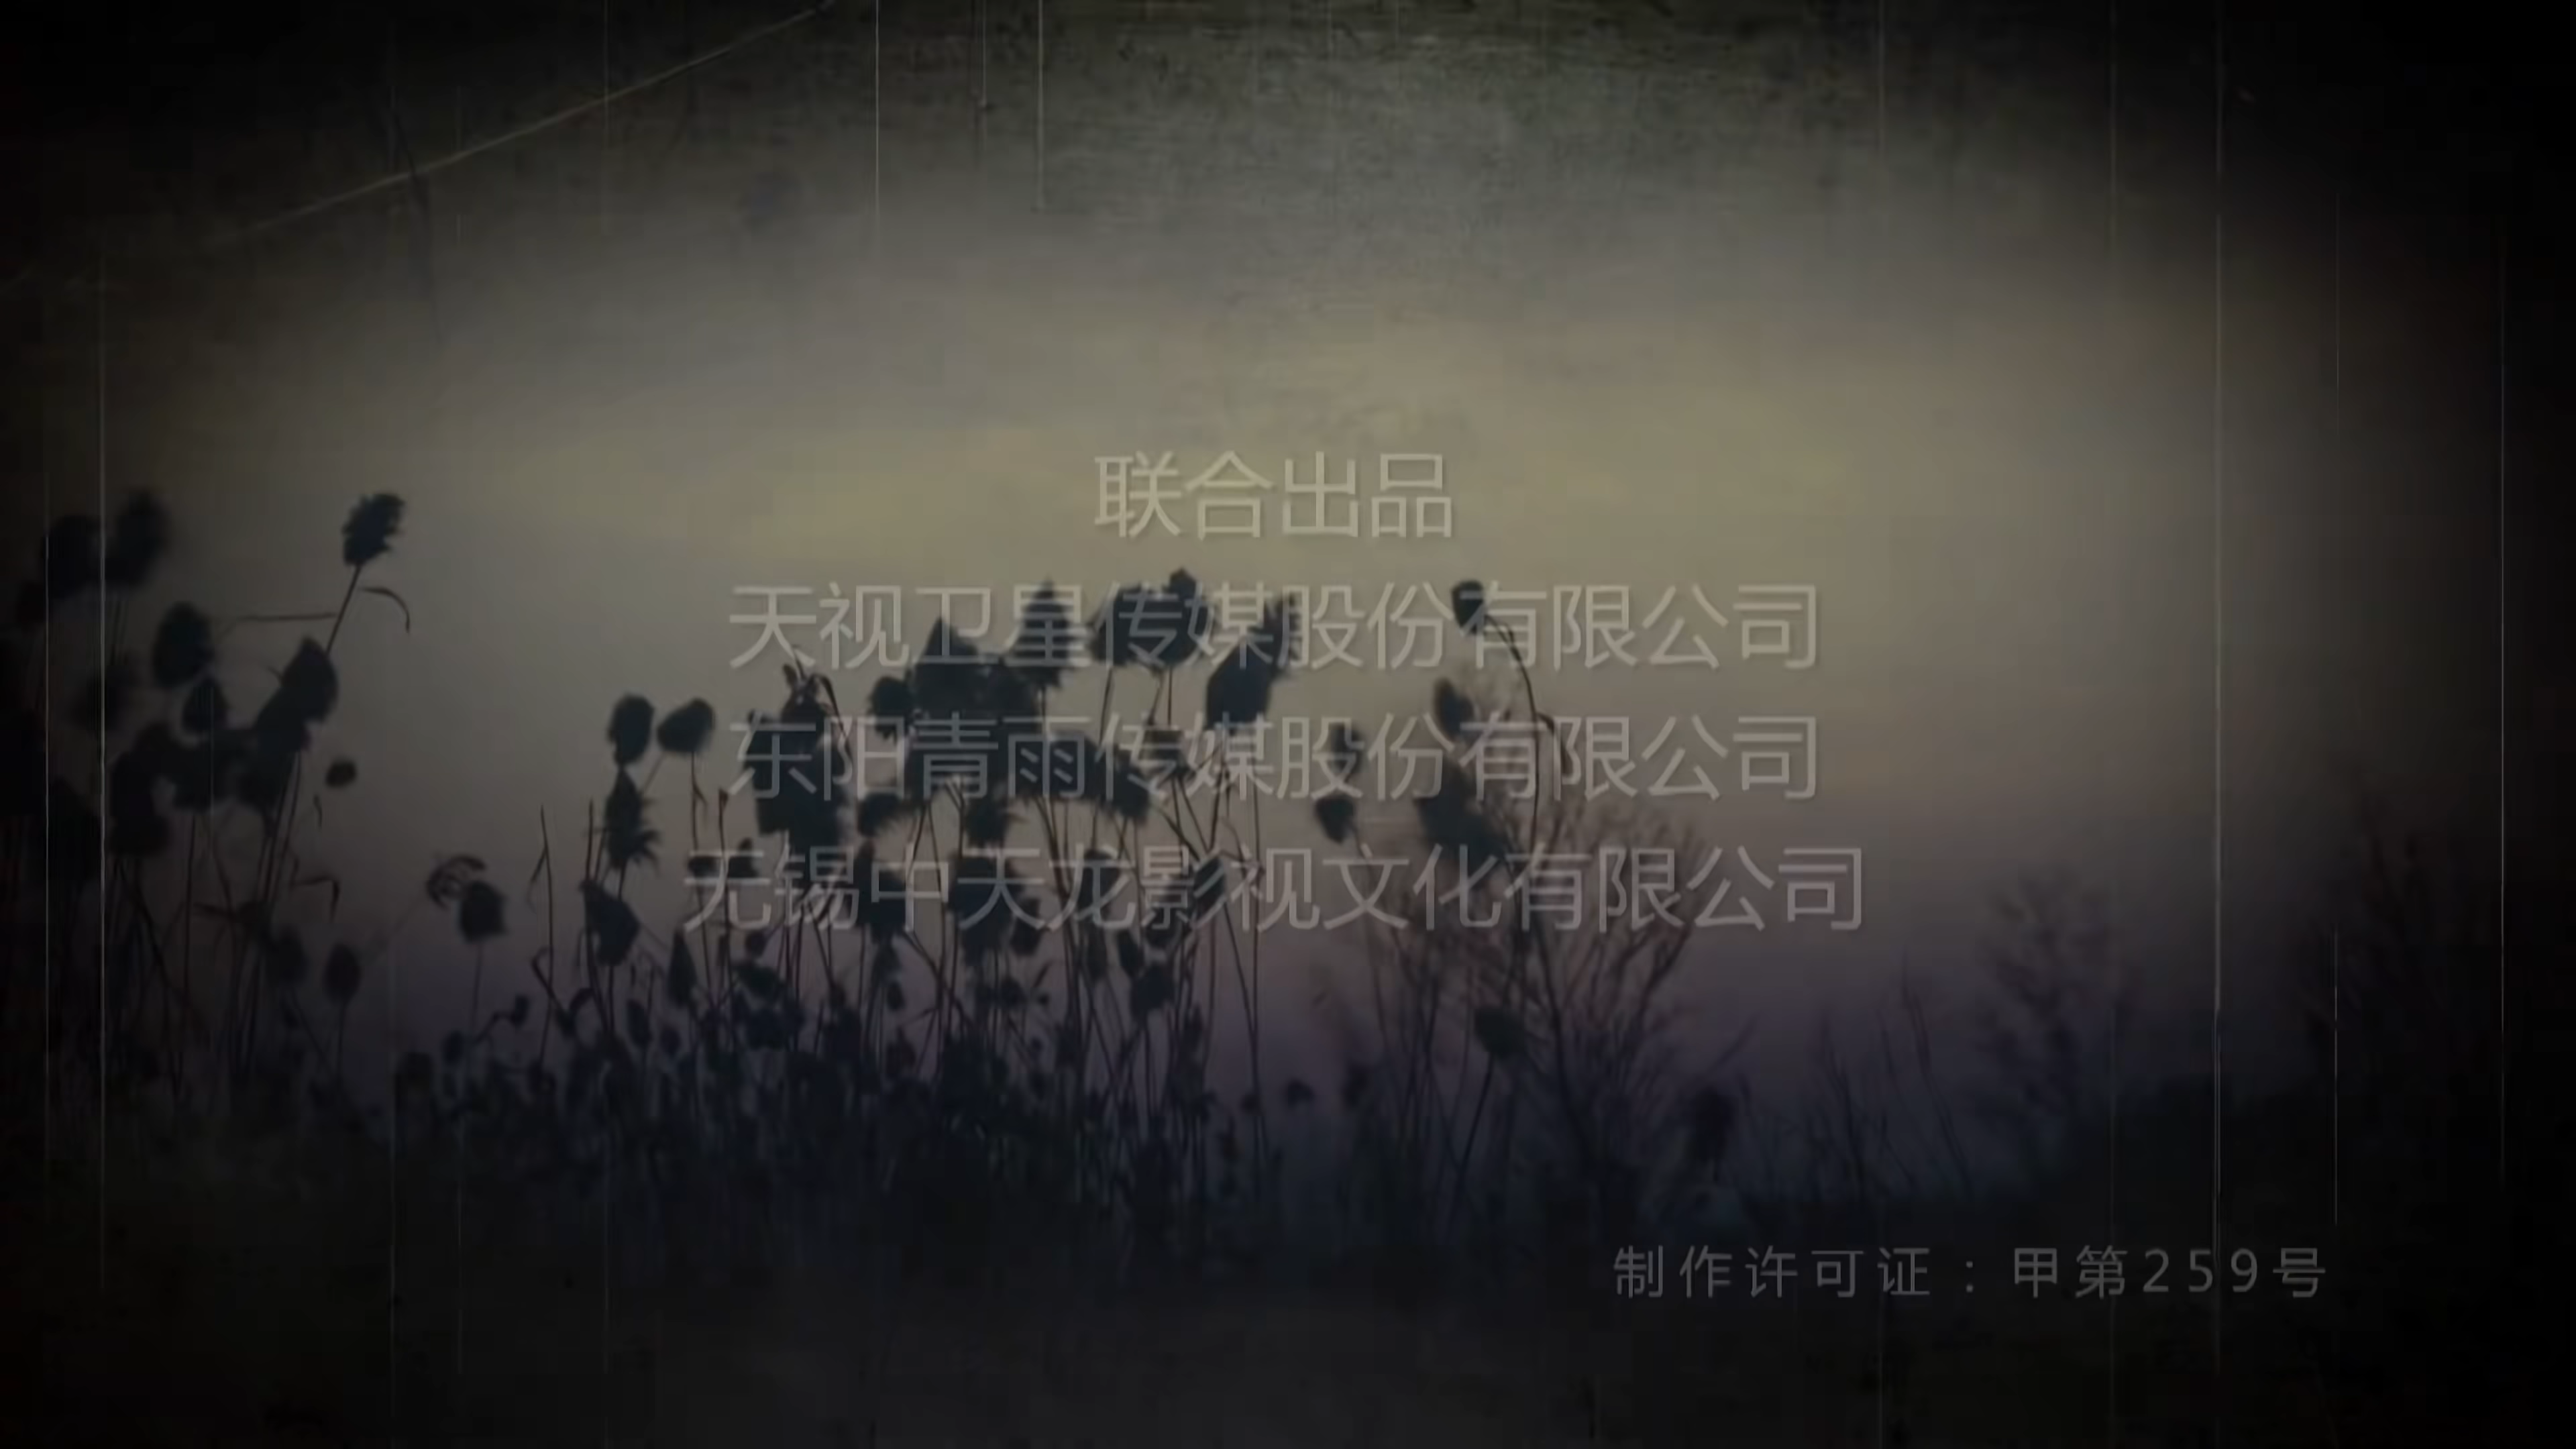 联合出品
天视卫星传媒股份有限公司
东阳青雨传媒股份有限公司
无锡中天龙影视文化有限公司
制作许可证：甲第259号